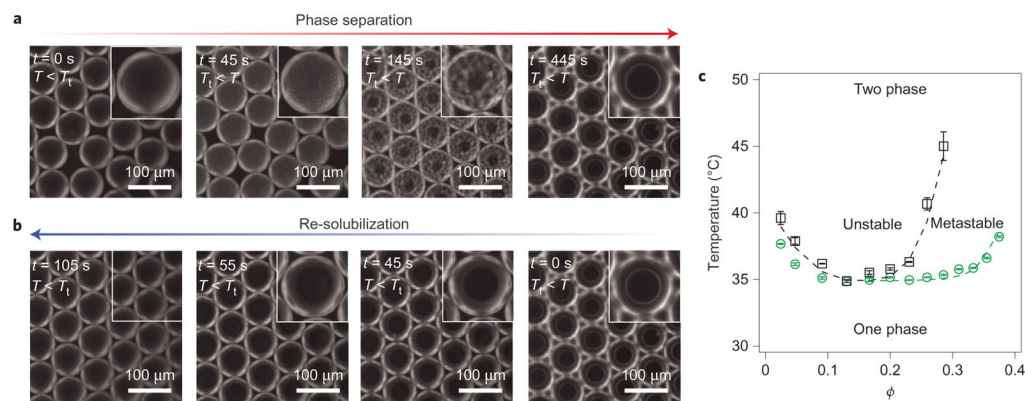 a
Phase separation
t = 0 s
T < Tₜ
100 μm
t = 45 s
Tₜ < T
100 μm
t = 145 s
Tₜ < T
100 μm
t = 445 s
Tₜ < T
100 μm
b
Re-solubilization
t = 105 s
T < Tₜ
100 μm
t = 55 s
T < Tₜ
100 μm
t = 45 s
T < Tₜ
100 μm
t = 0 s
Tₜ < T
100 μm
c
50
45
40
35
30
Temperature (°C)
Two phase
Unstable
Metastable
One phase
0
0.1
0.2
0.3
0.4
ϕ